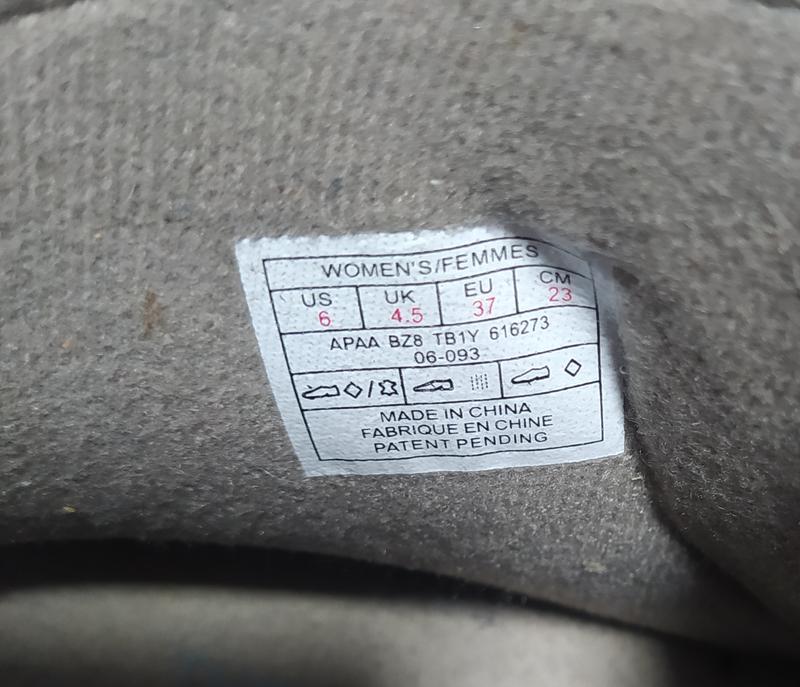 WOMEN'S/FEMMES
US UK EU CM
6 4.5 37 23
APAA BZ8 TB1Y 616273
06-093
MADE IN CHINA
FABRIQUE EN CHINE
PATENT PENDING